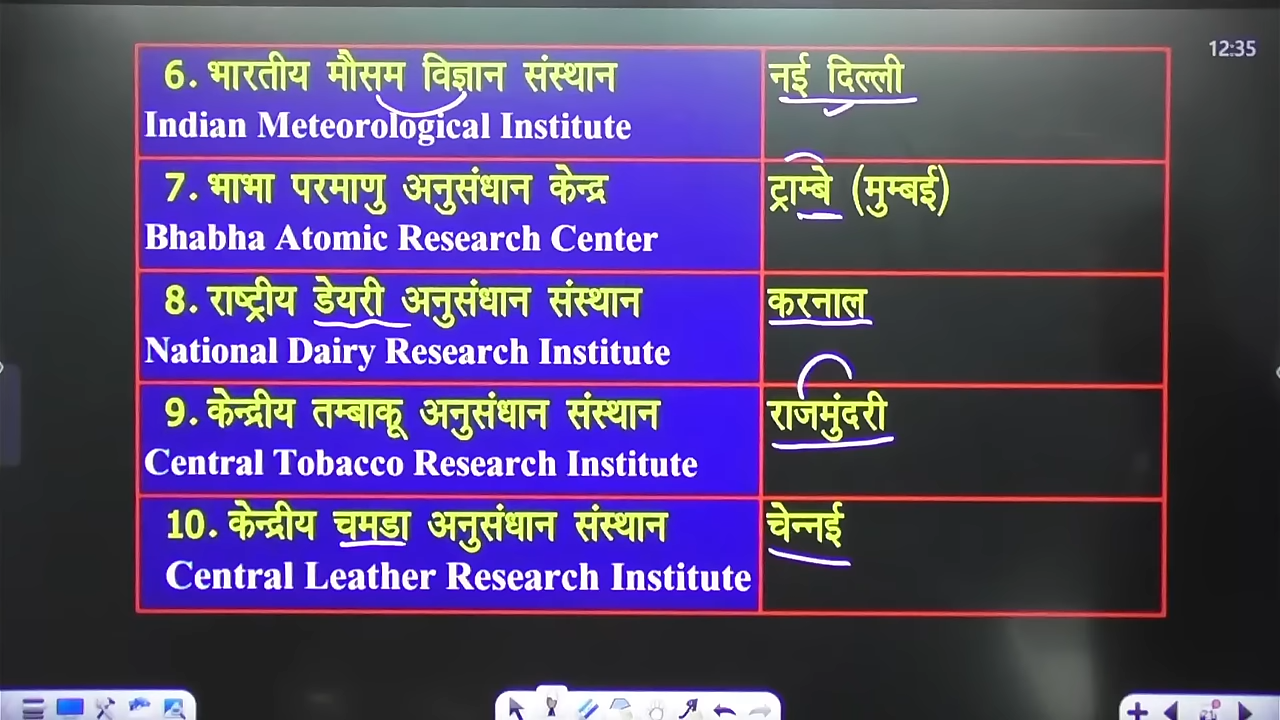 12:35
6. भारतीय मौसम विज्ञान संस्थान
Indian Meteorological Institute
नई दिल्ली
7. भाभा परमाणु अनुसंधान केन्द्र
Bhabha Atomic Research Center
ट्राम्बे (मुम्बई)
8. राष्ट्रीय डेयरी अनुसंधान संस्थान
National Dairy Research Institute
करनाल
9. केन्द्रीय तम्बाकू अनुसंधान संस्थान
Central Tobacco Research Institute
राजमुंदरी
10. केन्द्रीय चमडा अनुसंधान संस्थान
Central Leather Research Institute
चेन्नई